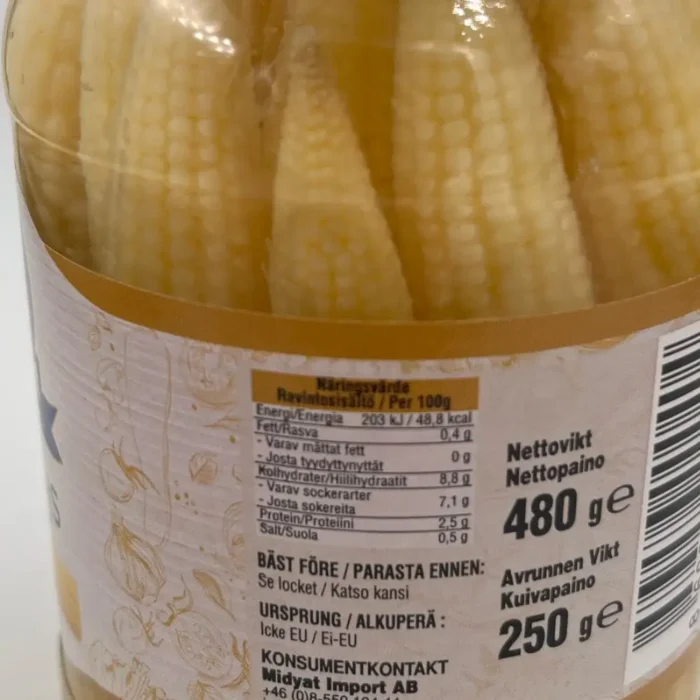 Näringsvärde
Ravintosisältö / Per 100g
Energi/Energia 203 kJ / 48,8 kcal
Fett/Rasva 0,4 g
- Varav mättat fett
- Josta tyydyttynyttät 0 g
Kolhydrater/Hiilihydraatit 8,8 g
- Varav sockerarter
- Josta sokereita 7,1 g
Protein/Proteiini 2,5 g
Salt/Suola 0,5 g
BÄST FÖRE / PARASTA ENNEN:
Se locket / Katso kansi
URSPRUNG / ALKUPERÄ :
Icke EU / Ei-EU
KONSUMENTKONTAKT
Midyat Import AB
Nettovikt
Nettopaino
480 g e
Avrunnen Vikt
Kuivapaino
250 g e